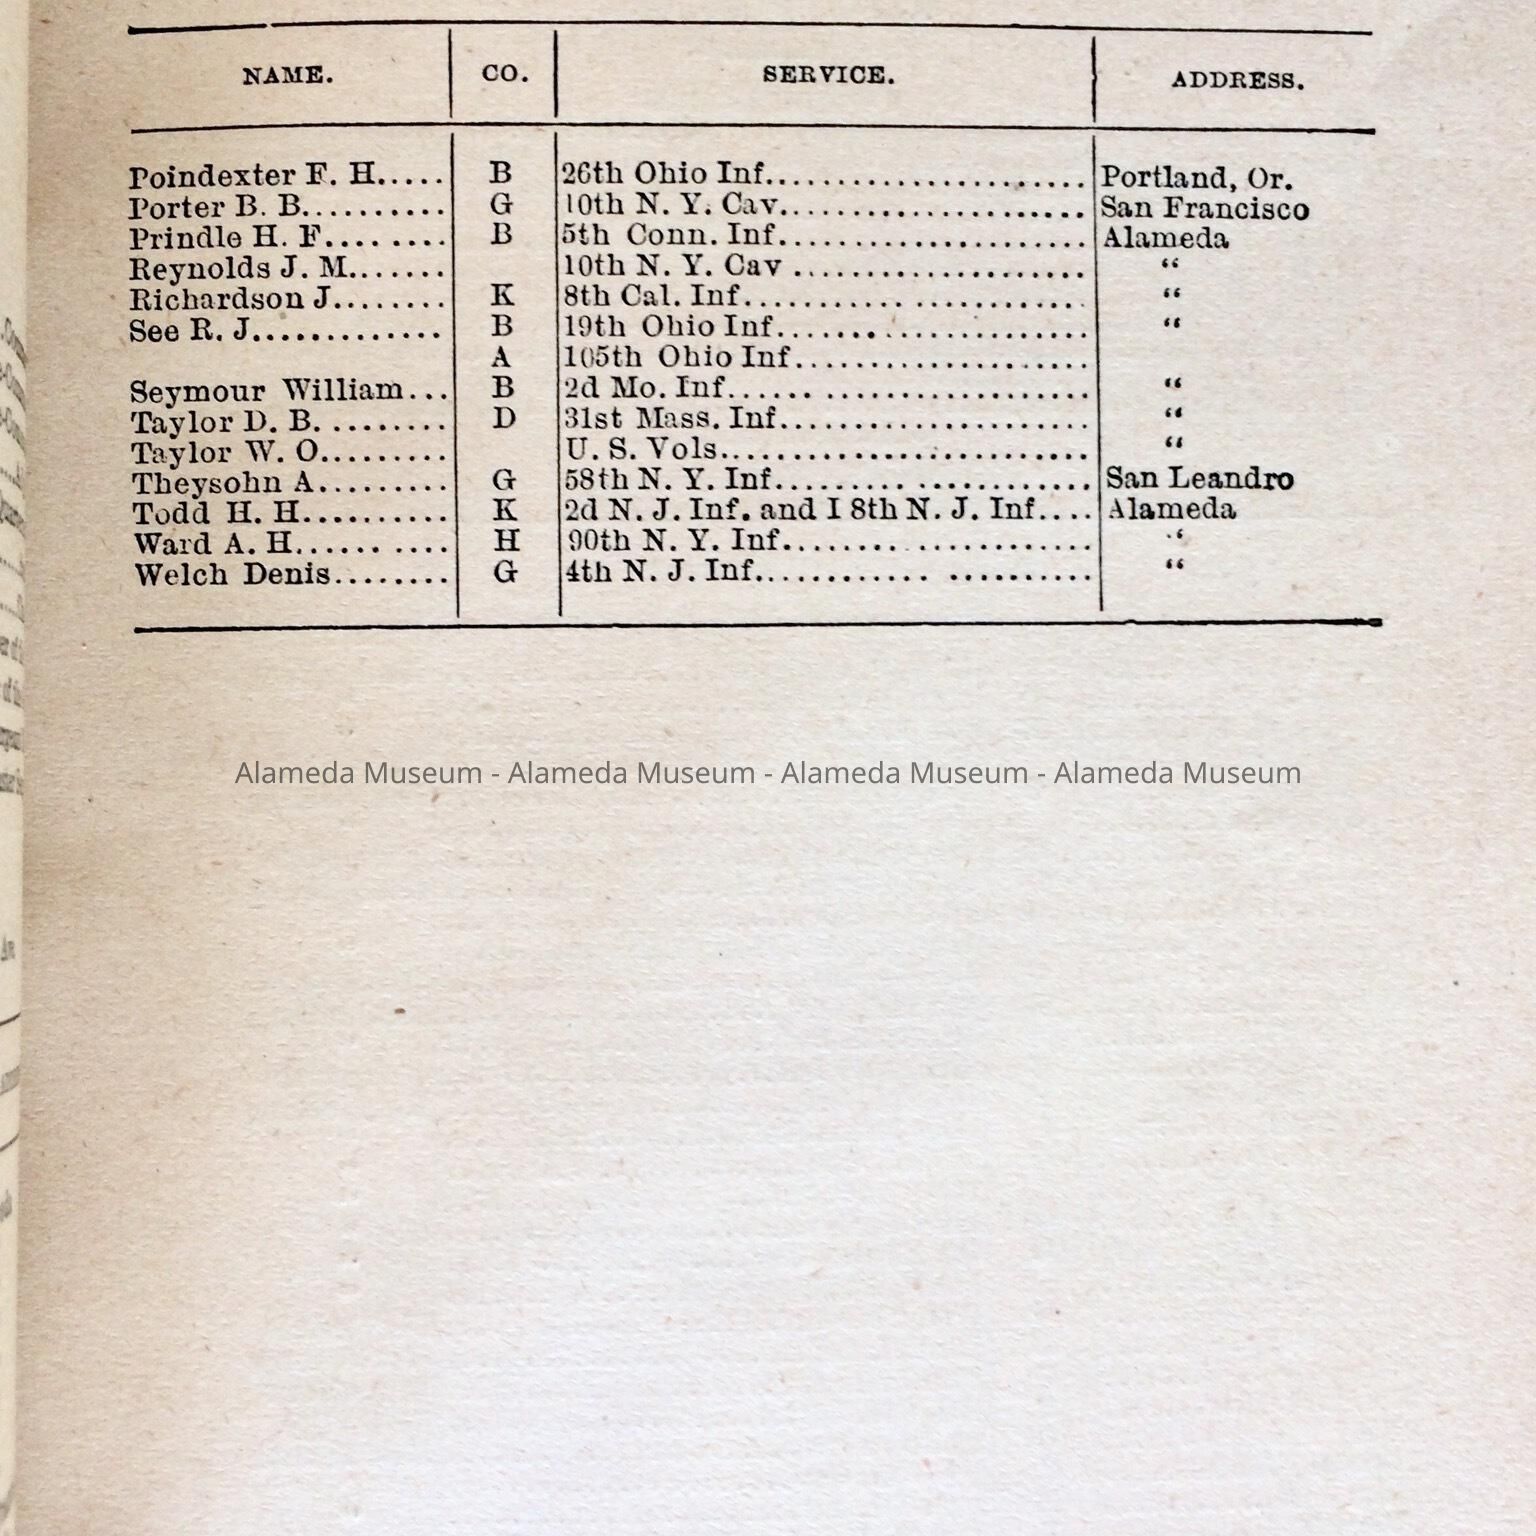 NAME. CO. SERVICE. ADDRESS.
Poindexter F. H..... B 26th Ohio Inf....................... Portland, Or.
Porter B. B.......... G 10th N. Y. Cav...................... San Francisco
Prindle H. F.... .... B 5th Conn. Inf...................... Alameda
Reynolds J. M....... 10th N. Y. Cav ..................... “
Richardson J........ K 8th Cal. Inf........... ............ “
See R. J............. B 19th Ohio Inf...................... “
A 105th Ohio Inf.....................
Seymour William... B 2d Mo. Inf...... ................... “
Taylor D. B. ........ D 31st Mass. Inf...................... “
Taylor W. O......... U. S. Vols.......................... “
Theysohn A......... G 58th N. Y. Inf......... ............ San Leandro
Todd H. H.......... K 2d N. J. Inf. and I 8th N. J. Inf.... Alameda
Ward A. H...... .... H 90th N. Y. Inf........ ............ “
Welch Denis........ G 4th N. J. Inf............ .......... “
Alameda Museum - Alameda Museum - Alameda Museum - Alameda Museum